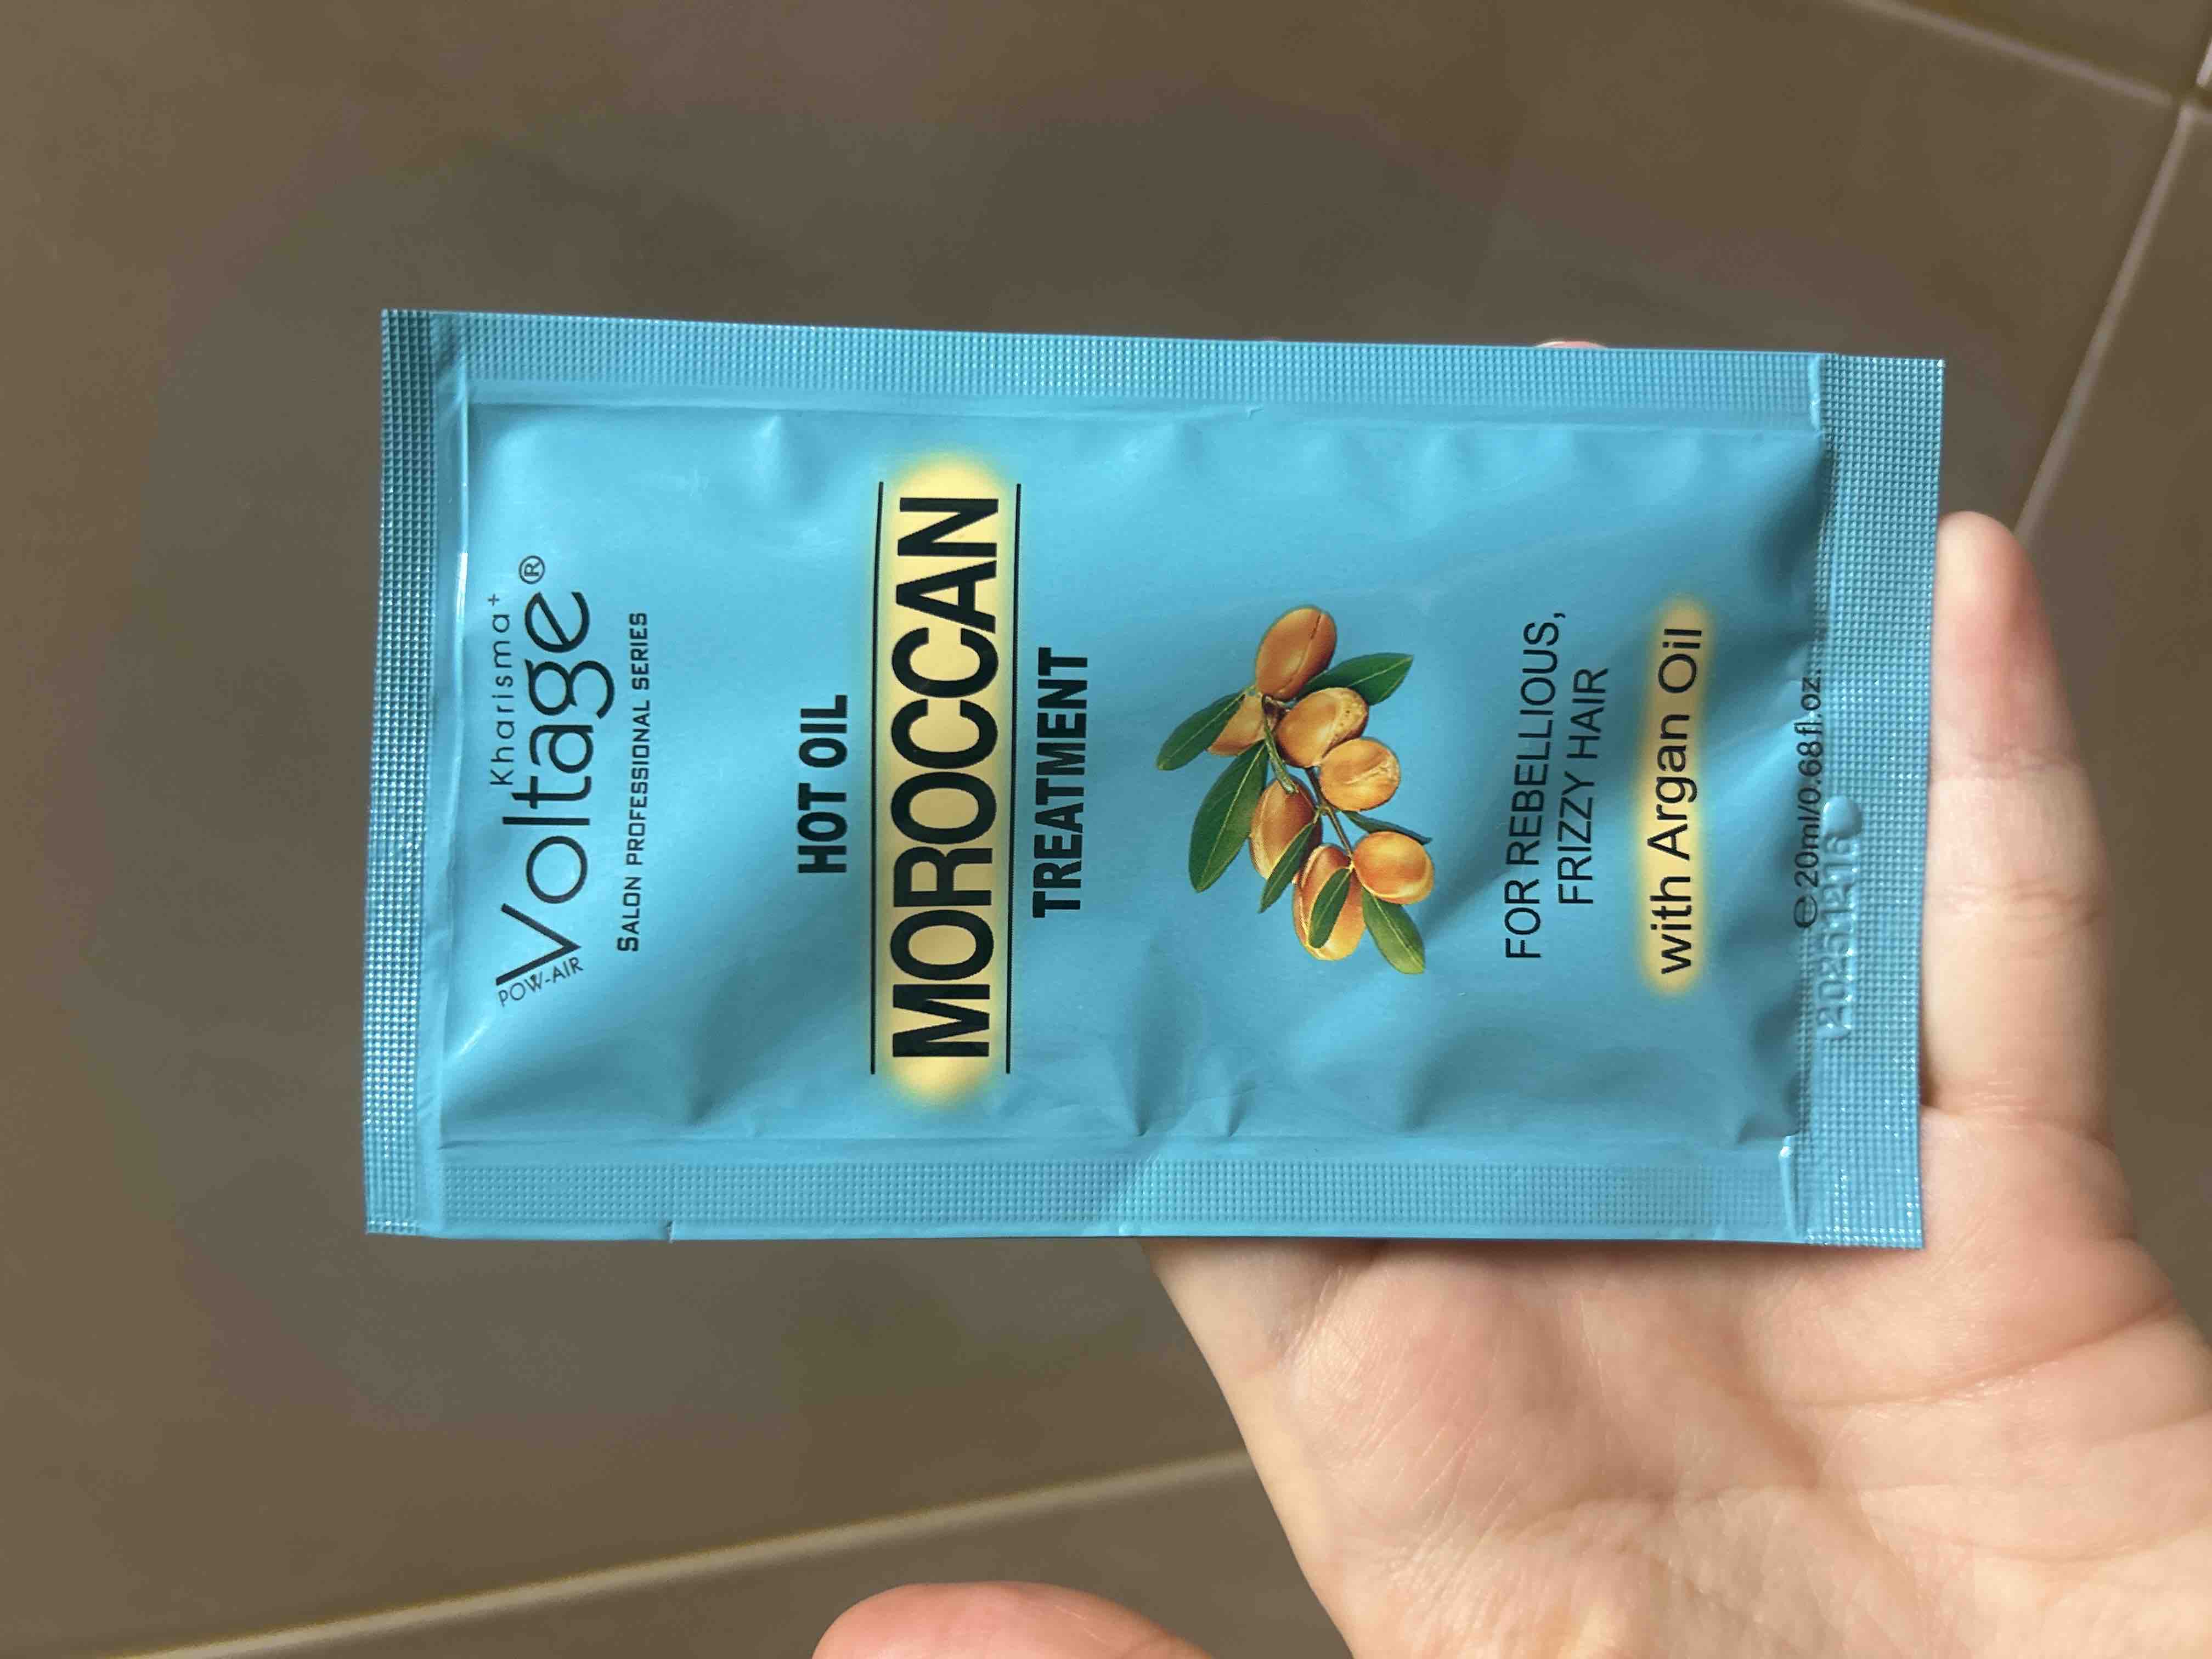 Kharisma+
Voltage®
POW-AIR
SALON PROFESSIONAL SERIES
HOT OIL
MOROCCAN
TREATMENT
FOR REBELLIOUS,
FRIZZY HAIR
with Argan Oil
℮ 20ml/0.68fl.oz.